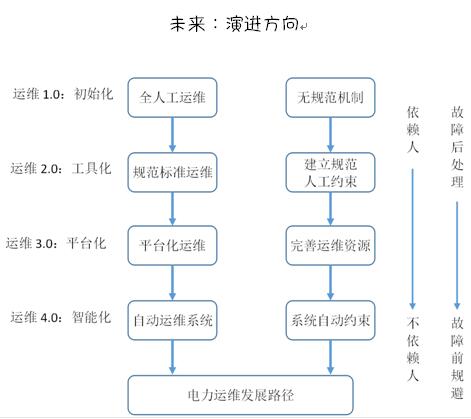 未来：演进方向
运维 1.0：初始化
全人工运维
无规范机制
运维 2.0：工具化
规范标准运维
建立规范
人工约束
运维 3.0：平台化
平台化运维
完善运维资源
运维 4.0：智能化
自动运维系统
系统自动约束
依赖人
不依赖人
故障后处理
故障前规避
电力运维发展路径